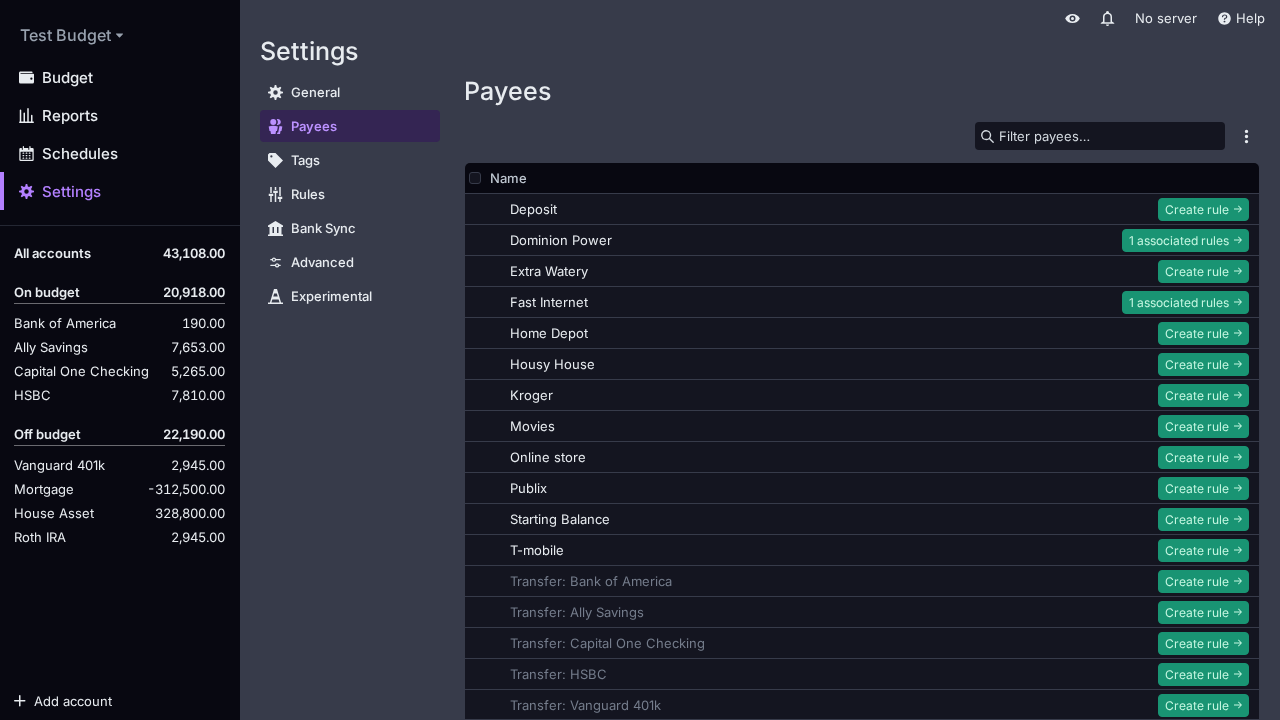 Test Budget
Budget
Reports
Schedules
Settings
All accounts 43,108.00
On budget 20,918.00
Bank of America 190.00
Ally Savings 7,653.00
Capital One Checking 5,265.00
HSBC 7,810.00
Off budget 22,190.00
Vanguard 401k 2,945.00
Mortgage -312,500.00
House Asset 328,800.00
Roth IRA 2,945.00
Add account
No server Help
Settings
General
Payees
Tags
Rules
Bank Sync
Advanced
Experimental
Payees
Filter payees...
Name
Deposit Create rule
Dominion Power 1 associated rules
Extra Watery Create rule
Fast Internet 1 associated rules
Home Depot Create rule
Housy House Create rule
Kroger Create rule
Movies Create rule
Online store Create rule
Publix Create rule
Starting Balance Create rule
T-mobile Create rule
Transfer: Bank of America Create rule
Transfer: Ally Savings Create rule
Transfer: Capital One Checking Create rule
Transfer: HSBC Create rule
Transfer: Vanguard 401k Create rule